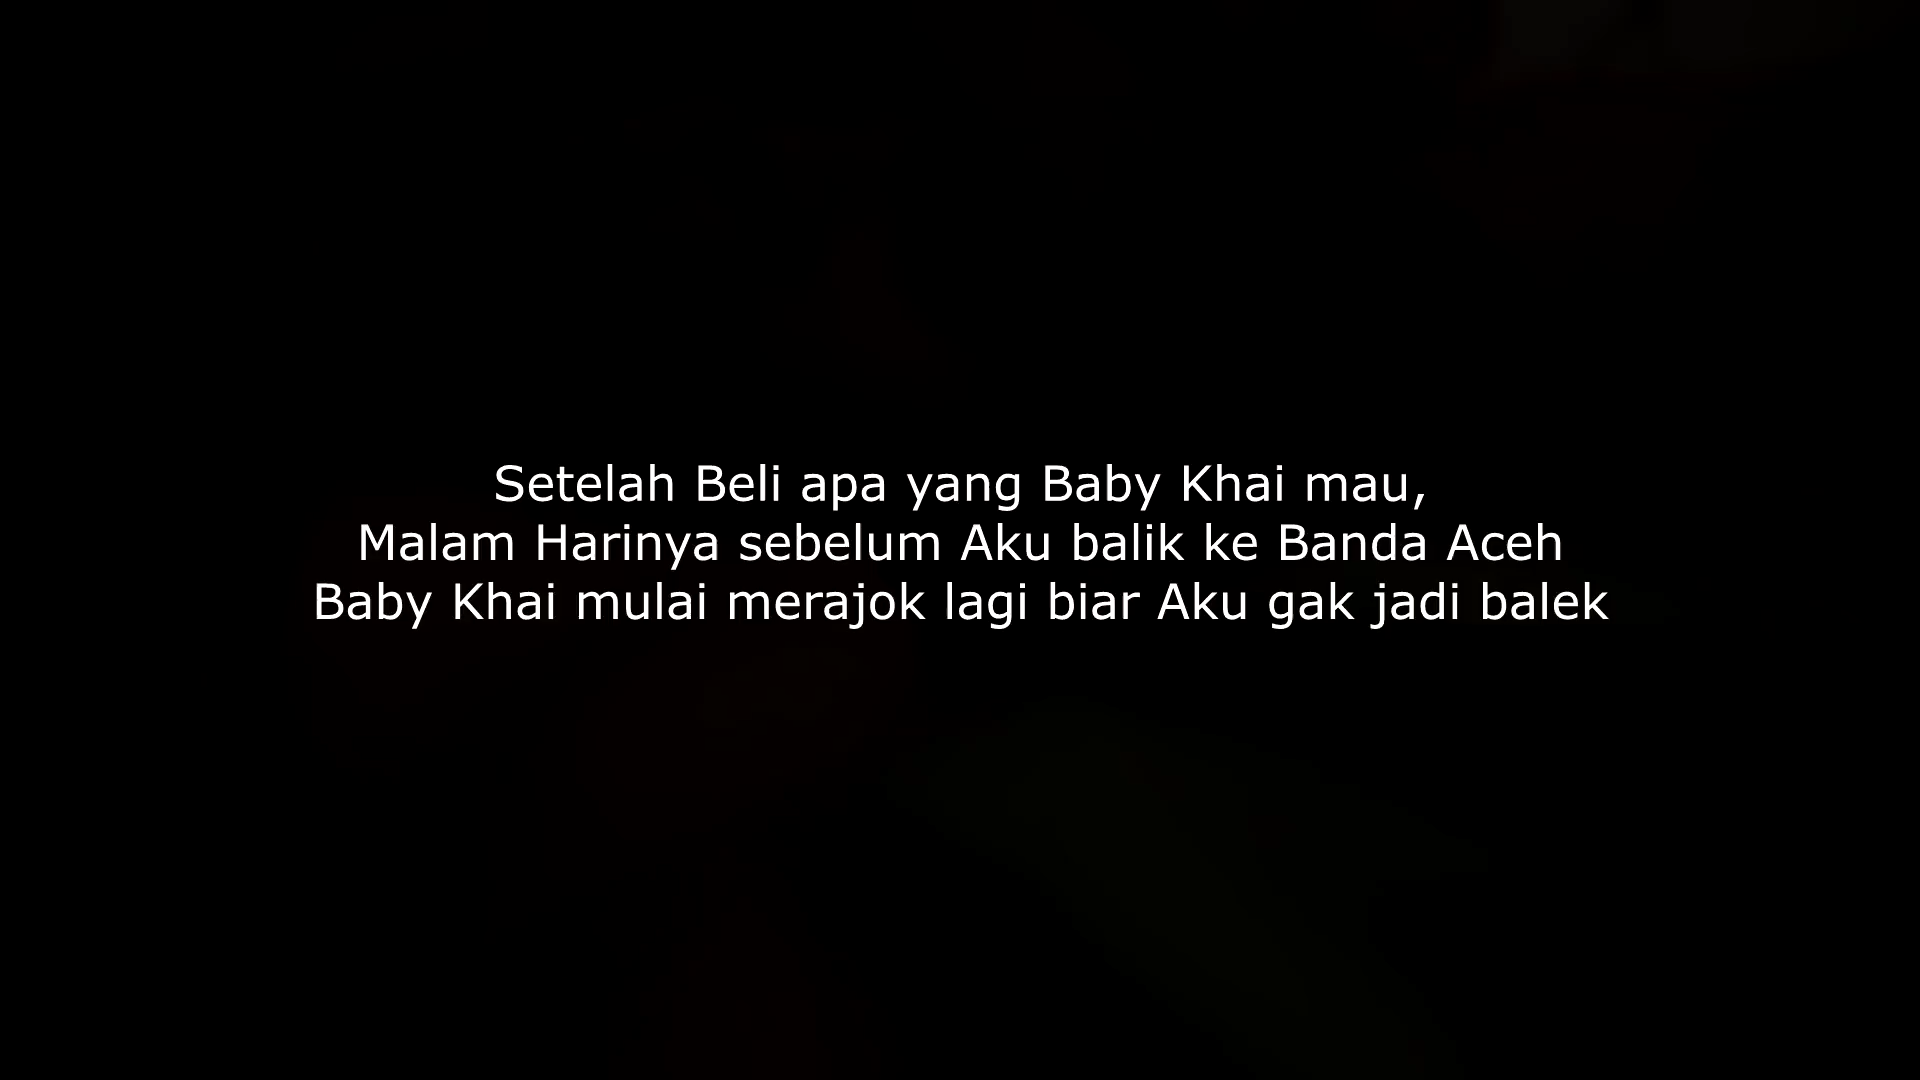 Setelah Beli apa yang Baby Khai mau,
Malam Harinya sebelum Aku balik ke Banda Aceh
Baby Khai mulai merajok lagi biar Aku gak jadi balek